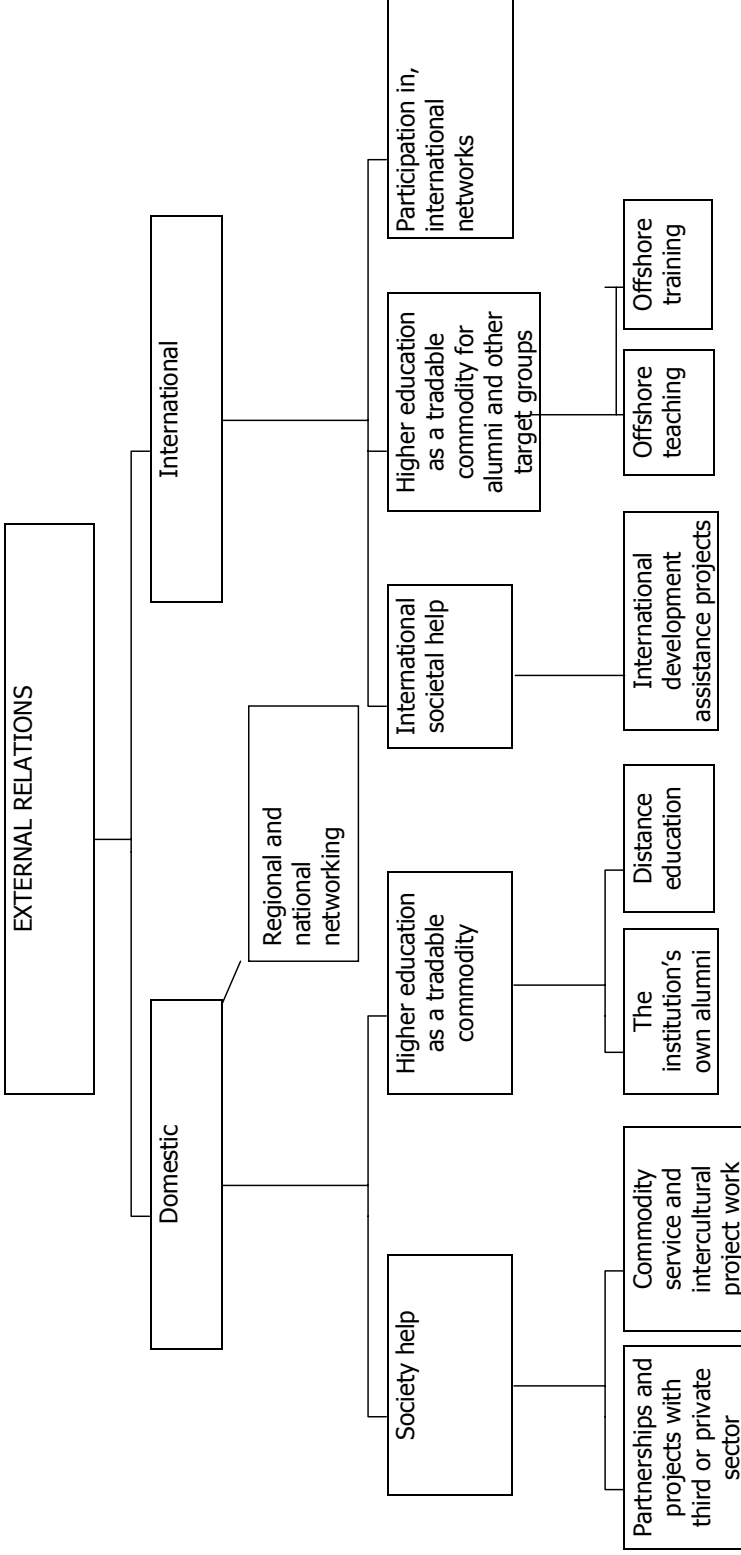 EXTERNAL RELATIONS
Domestic
International
Regional and
national
networking
Society help
Higher education
as a tradable
commodity
International
societal help
Higher education
as a tradable
commodity for
alumni and other
target groups
Participation in,
international
networks
Partnerships and
projects with
third or private
sector
Commodity
service and
intercultural
project work
The
institution's
own alumni
Distance
education
International
development
assistance projects
Offshore
teaching
Offshore
training